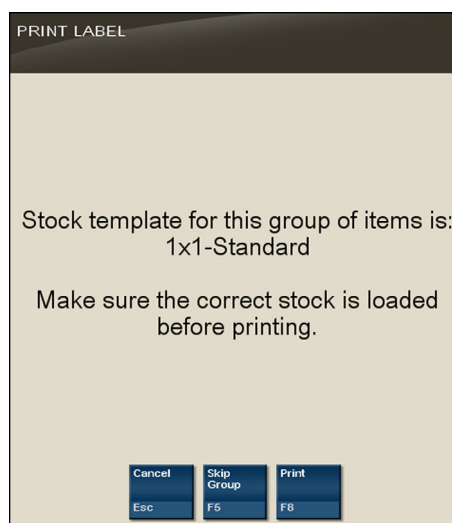 PRINT LABEL
Stock template for this group of items is:
1x1-Standard
Make sure the correct stock is loaded
before printing.
Cancel
Esc
Skip
Group
F5
Print
F8